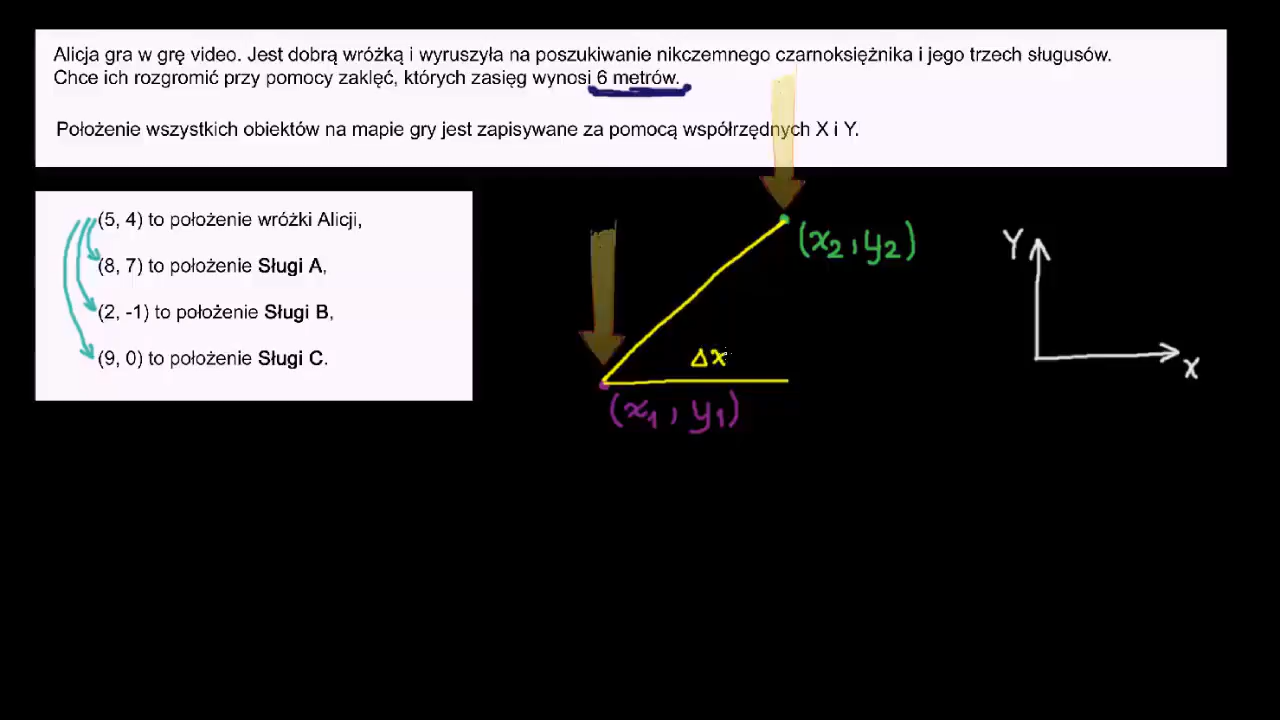 Alicja gra w grę video. Jest dobrą wróżką i wyruszyła na poszukiwanie nikczemnego czarnoksiężnika i jego trzech sługusów.
Chce ich rozgromić przy pomocy zaklęć, których zasięg wynosi 6 metrów.
Położenie wszystkich obiektów na mapie gry jest zapisywane za pomocą współrzędnych X i Y.
(5, 4) to położenie wróżki Alicji,
(8, 7) to położenie Sługi A,
(2, -1) to położenie Sługi B,
(9, 0) to położenie Sługi C.
(x₂, y₂)
Δx
(x₁, y₁)
Y
X